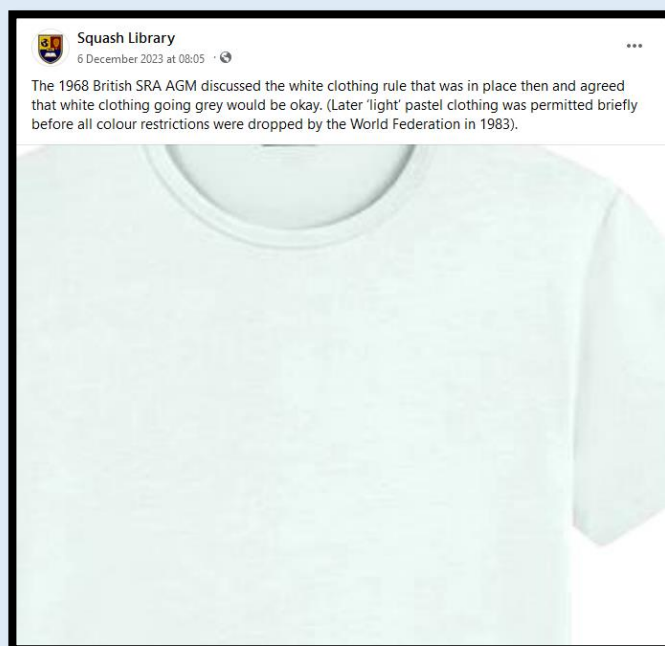 Squash Library
6 December 2023 at 08:05 ·
The 1968 British SRA AGM discussed the white clothing rule that was in place then and agreed
that white clothing going grey would be okay. (Later ‘light’ pastel clothing was permitted briefly
before all colour restrictions were dropped by the World Federation in 1983).